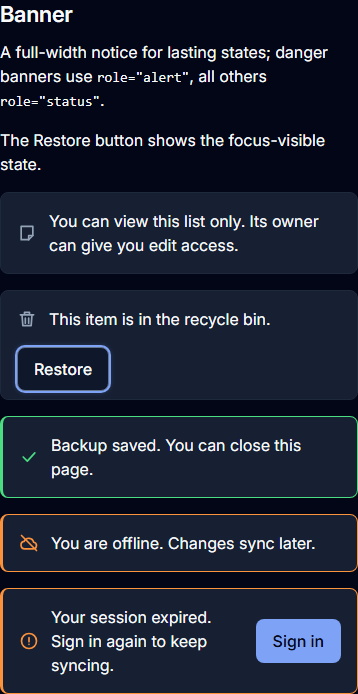 Banner
A full-width notice for lasting states; danger
banners use role="alert", all others
role="status".
The Restore button shows the focus-visible
state.
You can view this list only. Its owner
can give you edit access.
This item is in the recycle bin.
Restore
Backup saved. You can close this
page.
You are offline. Changes sync later.
Your session expired.
Sign in again to keep
syncing.
Sign in